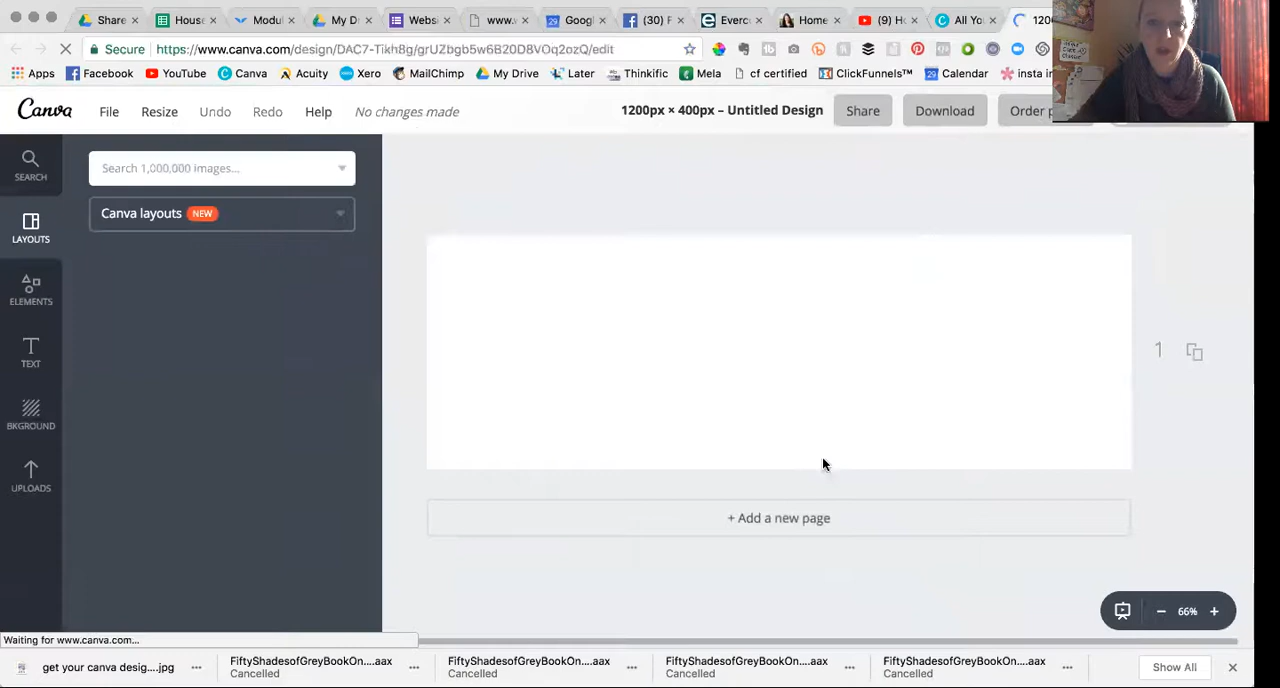 Share
House
Modul
My D
Webs
www.
Googl
(30) F
Everc
Home
(9) H
All Yo
120
Secure
https://www.canva.com/design/DAC7-Tikh8g/grUZbgb5w6B20D8VOq2ozQ/edit
Apps
Facebook
YouTube
Canva
Acuity
Xero
MailChimp
My Drive
Later
Thinkific
Mela
cf certified
ClickFunnels™
Calendar
insta in
Canva
File
Resize
Undo
Redo
Help
No changes made
1200px × 400px – Untitled Design
Share
Download
Order p
SEARCH
LAYOUTS
ELEMENTS
TEXT
BKGROUND
UPLOADS
Search 1,000,000 images...
Canva layouts NEW
1
+ Add a new page
66%
Waiting for www.canva.com...
get your canva desig....jpg
FiftyShadesofGreyBookOn....aax
Cancelled
FiftyShadesofGreyBookOn....aax
Cancelled
FiftyShadesofGreyBookOn....aax
Cancelled
FiftyShadesofGreyBookOn....aax
Cancelled
Show All